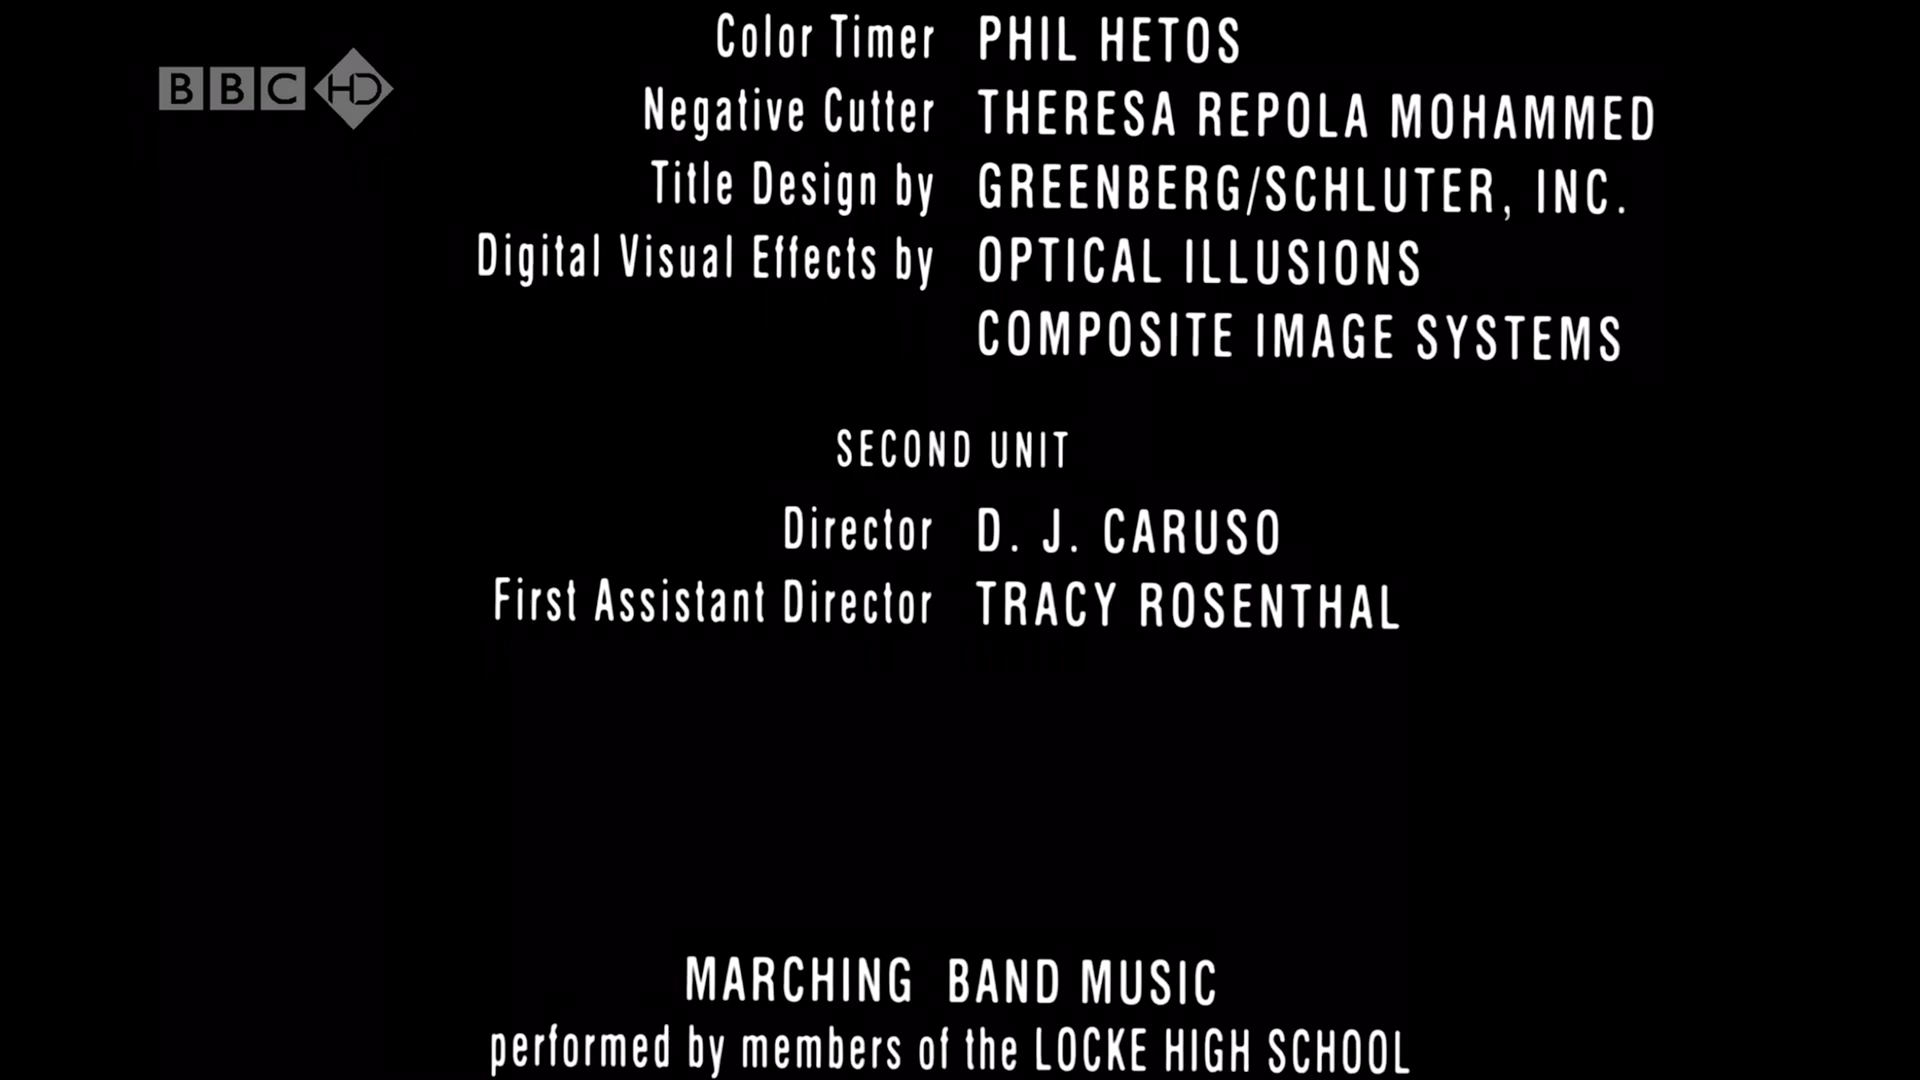 BBC HD
Color Timer PHIL HETOS
Negative Cutter THERESA REPOLA MOHAMMED
Title Design by GREENBERG/SCHLUTER, INC.
Digital Visual Effects by OPTICAL ILLUSIONS
COMPOSITE IMAGE SYSTEMS
SECOND UNIT
Director D. J. CARUSO
First Assistant Director TRACY ROSENTHAL
MARCHING BAND MUSIC
performed by members of the LOCKE HIGH SCHOOL